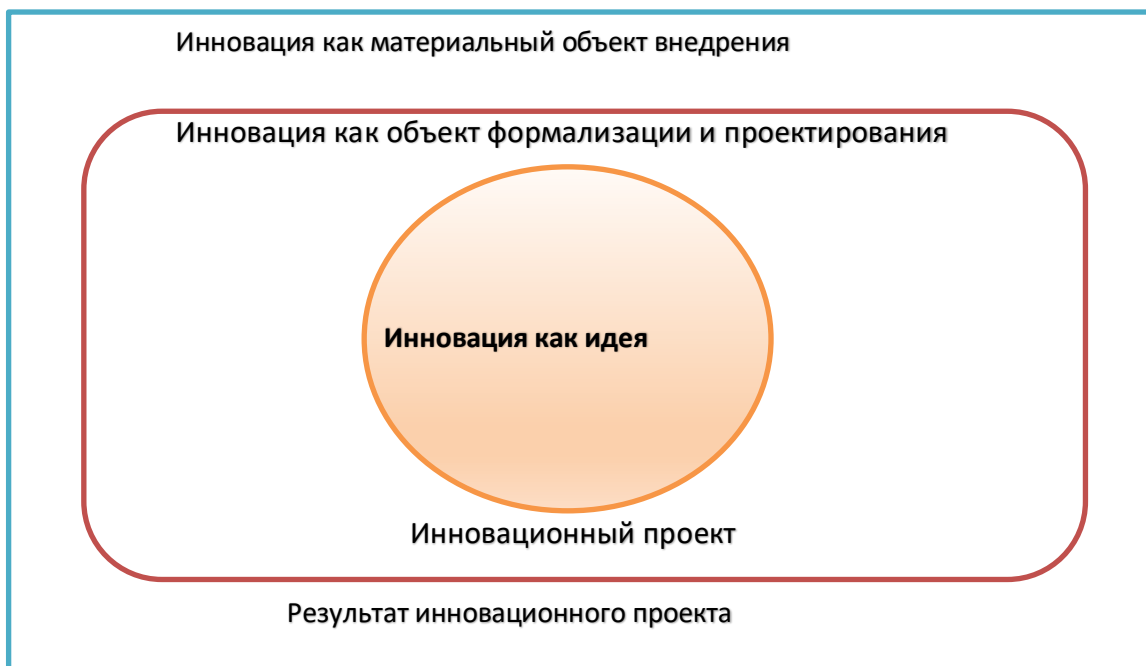 Инновация как материальный объект внедрения
Инновация как объект формализации и проектирования
Инновация как идея
Инновационный проект
Результат инновационного проекта